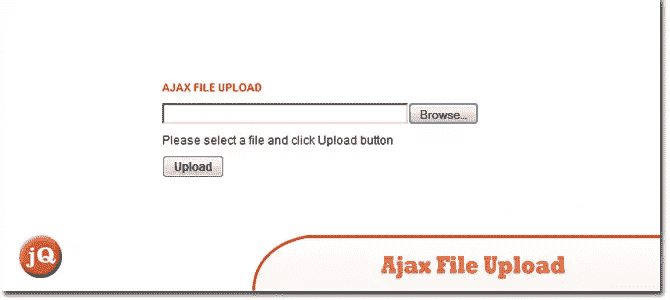 AJAX FILE UPLOAD
Browse...
Please select a file and click Upload button
Upload
jQ
Ajax File Upload